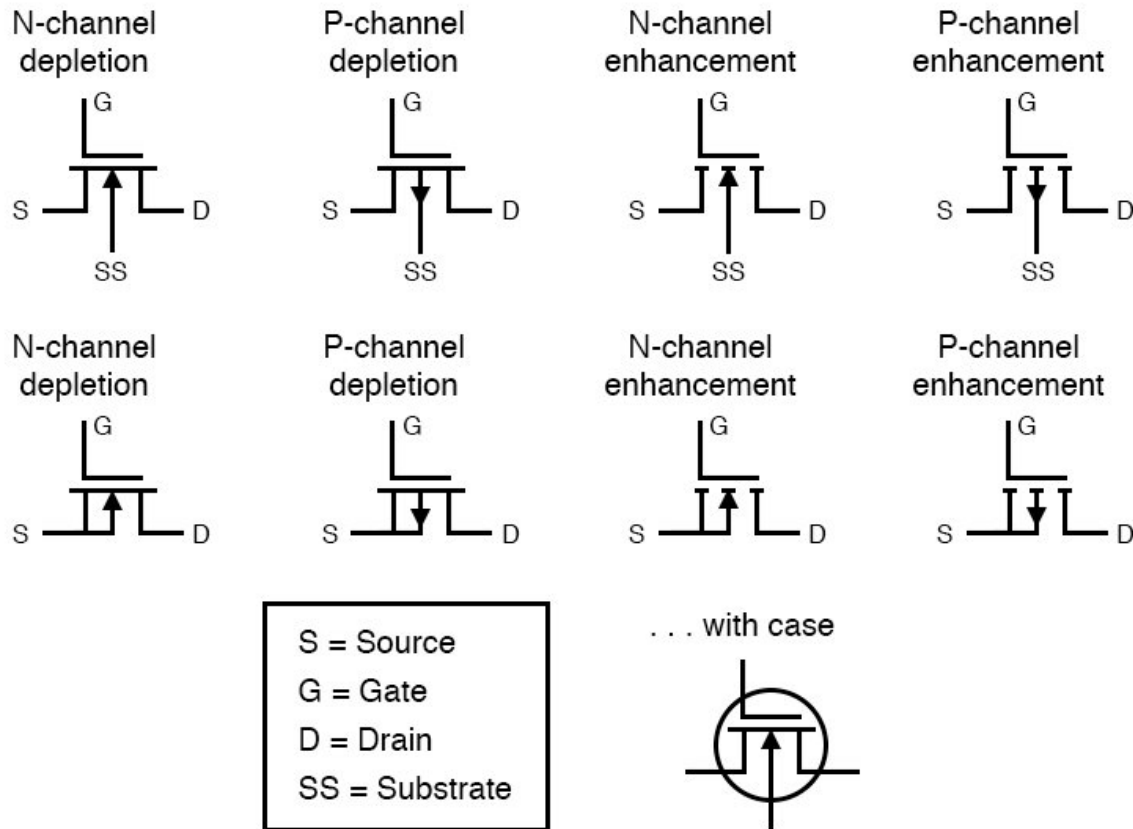 N-channel
depletion
P-channel
depletion
N-channel
enhancement
P-channel
enhancement
G
G
G
G
S
D
S
D
S
D
S
D
SS
SS
SS
SS
N-channel
depletion
P-channel
depletion
N-channel
enhancement
P-channel
enhancement
G
G
G
G
S
D
S
D
S
D
S
D
S = Source
G = Gate
D = Drain
SS = Substrate
. . . with case